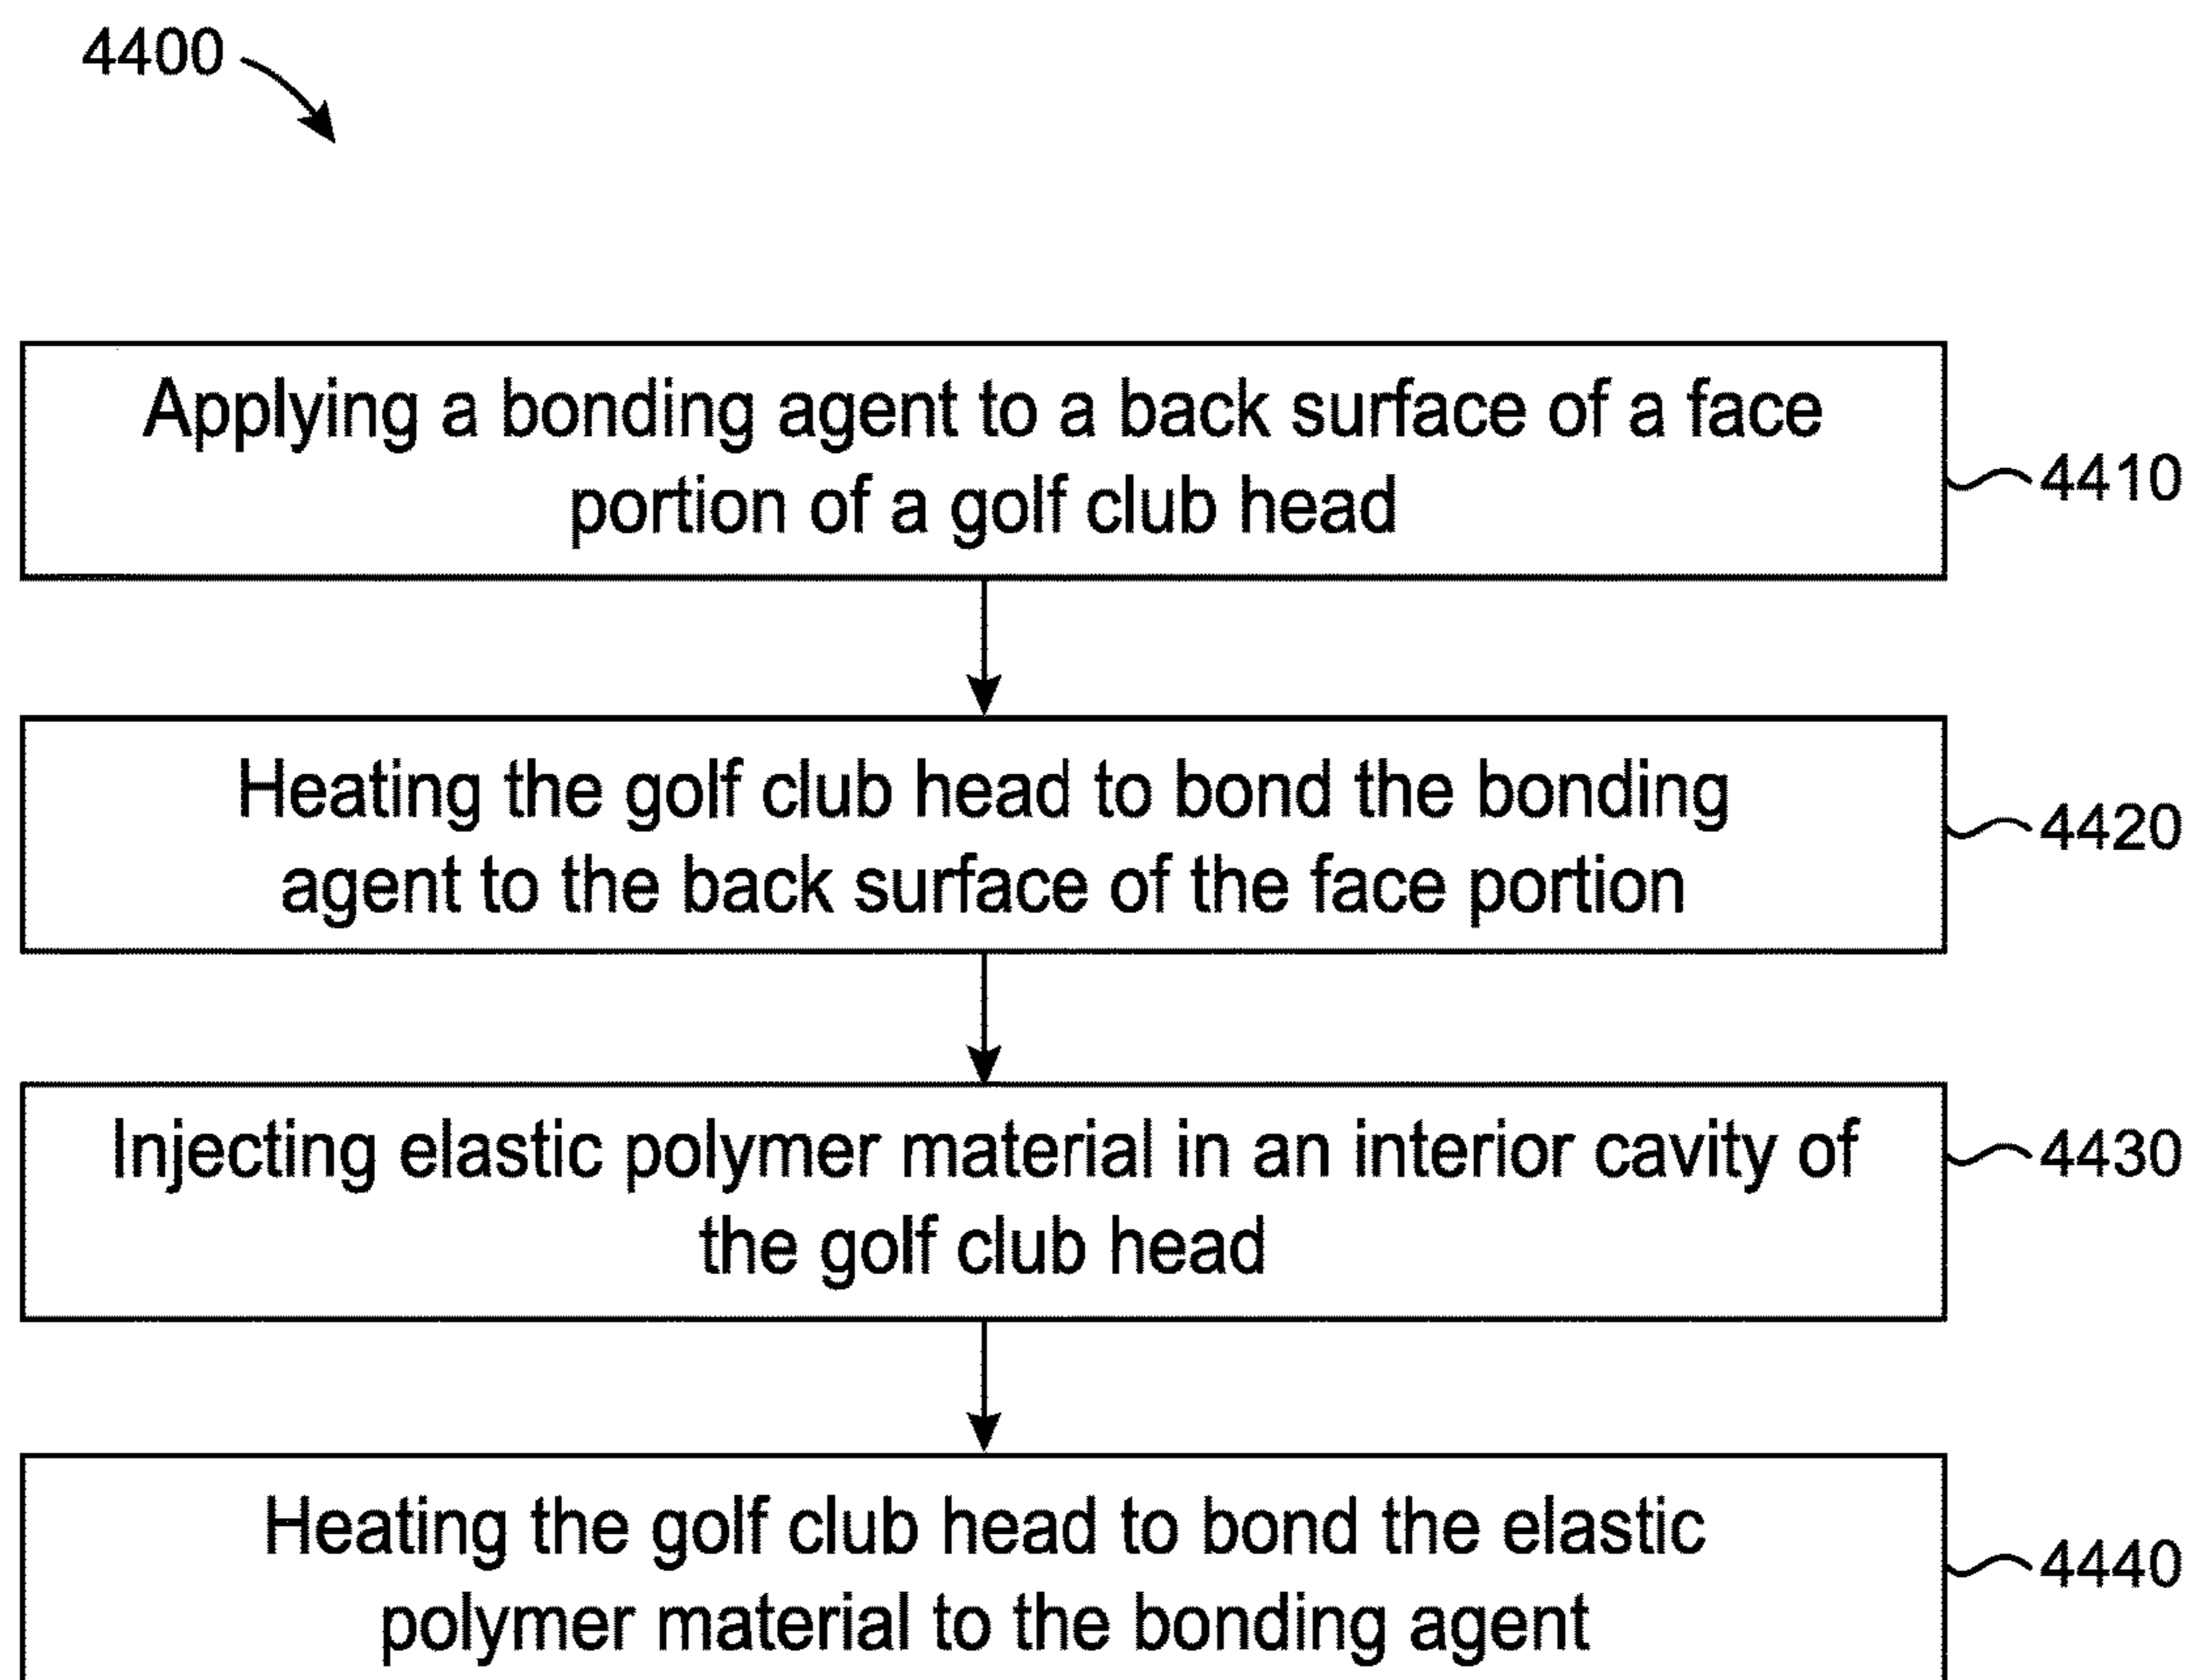 4400
Applying a bonding agent to a back surface of a face
portion of a golf club head
4410
Heating the golf club head to bond the bonding
agent to the back surface of the face portion
4420
Injecting elastic polymer material in an interior cavity of
the golf club head
4430
Heating the golf club head to bond the elastic
polymer material to the bonding agent
4440